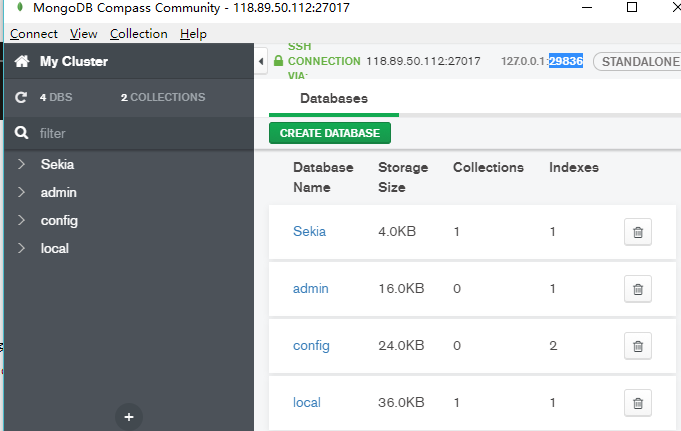 MongoDB Compass Community - 118.89.50.112:27017
Connect View Collection Help
My Cluster
4 DBS 2 COLLECTIONS
filter
Sekia
admin
config
local
SSH
CONNECTION
VIA:
118.89.50.112:27017
127.0.0.1:29836
STANDALONE
Databases
CREATE DATABASE
Database Name Storage Size Collections Indexes
Sekia 4.0KB 1 1
admin 16.0KB 0 1
config 24.0KB 0 2
local 36.0KB 1 1